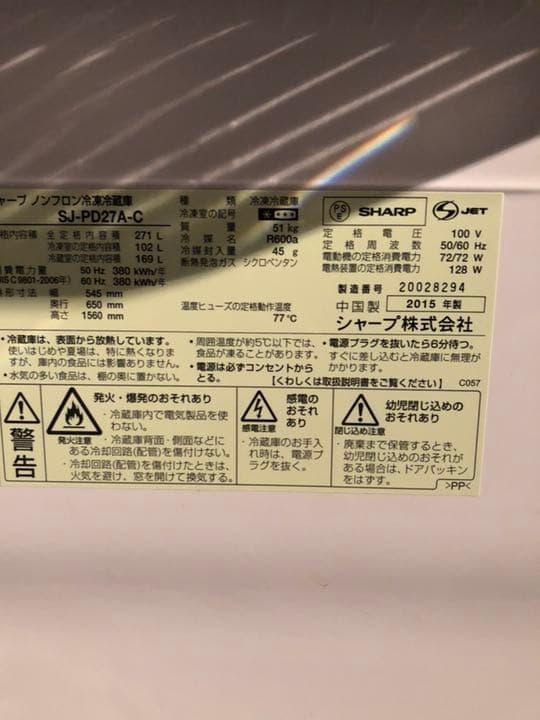 ャープ ノンフロン冷凍冷蔵庫
SJ-PD27A-C
格内容積 全定格内容積 271 L
冷凍室の定格内容積 102 L
冷蔵室の定格内容積 169 L
消費電力量 50 Hz 380 kWh/年
IS C 9801-2006年) 60 Hz 380 kWh/年
外形寸法 幅 545 mm
奥行 650 mm
高さ 1560 mm
種類 冷凍冷蔵庫
冷凍室の記号
質量 51 kg
冷媒名 R600a
冷媒封入量 45 g
断熱発泡ガス シクロペンタン
温度ヒューズの定格動作温度
77℃
PS E SHARP S JET
定格電圧 100 V
定格周波数 50/60 Hz
電動機の定格消費電力 72/72 W
電熱装置の定格消費電力 128 W
製造番号 20028294
中国製 2015 年製
シャープ株式会社
・冷蔵庫は、表面から放熱しています。
使いはじめや夏場は、特に熱くなりま
すが、庫内の食品には影響ありません。
・水気の多い食品は、棚の奥に置かない。
・周囲温度が約5℃以下では、
食品が凍ることがあります。
・電源は必ずコンセントから
とる。
・電源プラグを抜いたら6分待つ。
すぐに差し込むと冷蔵庫に無理が
かかります。
【くわしくは取扱説明書をご覧ください】 C057
警告
発火注意
発火・爆発のおそれあり
・冷蔵庫内で電気製品を使
わない。
・冷蔵庫背面・側面などに
ある冷却回路(配管)を傷付けない。
・冷却回路(配管)を傷付けたときは、
火気を避け、窓を開けて換気する。
感電注意
感電の
おそれ
あり
・冷蔵庫のお手入
れ時は、電源プ
ラグを抜く。
閉じ込め注意
幼児閉じ込めの
おそれあり
・廃棄まで保管するとき、
幼児閉じ込めのおそれが
ある場合は、ドアパッキン
をはずす。
>PP<